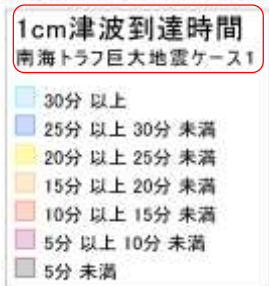 1cm津波到達時間
南海トラフ巨大地震ケース1
30分 以上
25分 以上 30分 未満
20分 以上 25分 未満
15分 以上 20分 未満
10分 以上 15分 未満
5分 以上 10分 未満
5分 未満